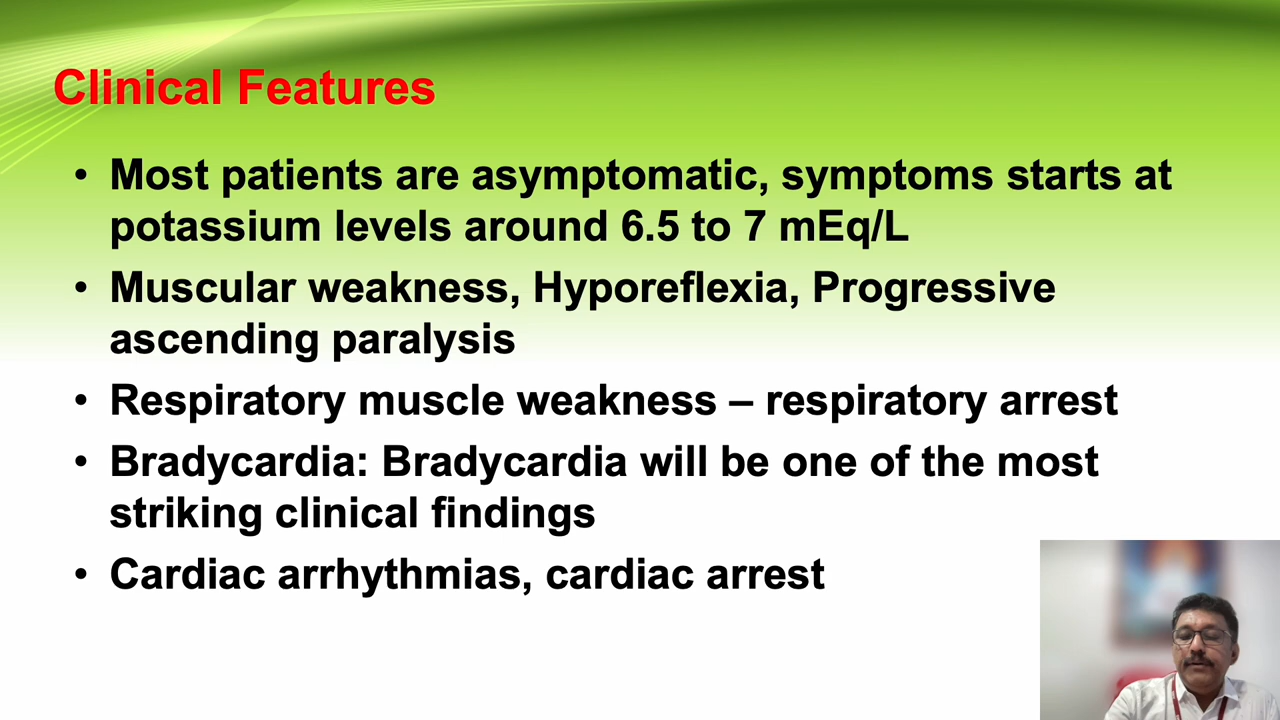 Clinical Features
• Most patients are asymptomatic, symptoms starts at
potassium levels around 6.5 to 7 mEq/L
• Muscular weakness, Hyporeflexia, Progressive
ascending paralysis
• Respiratory muscle weakness – respiratory arrest
• Bradycardia: Bradycardia will be one of the most
striking clinical findings
• Cardiac arrhythmias, cardiac arrest